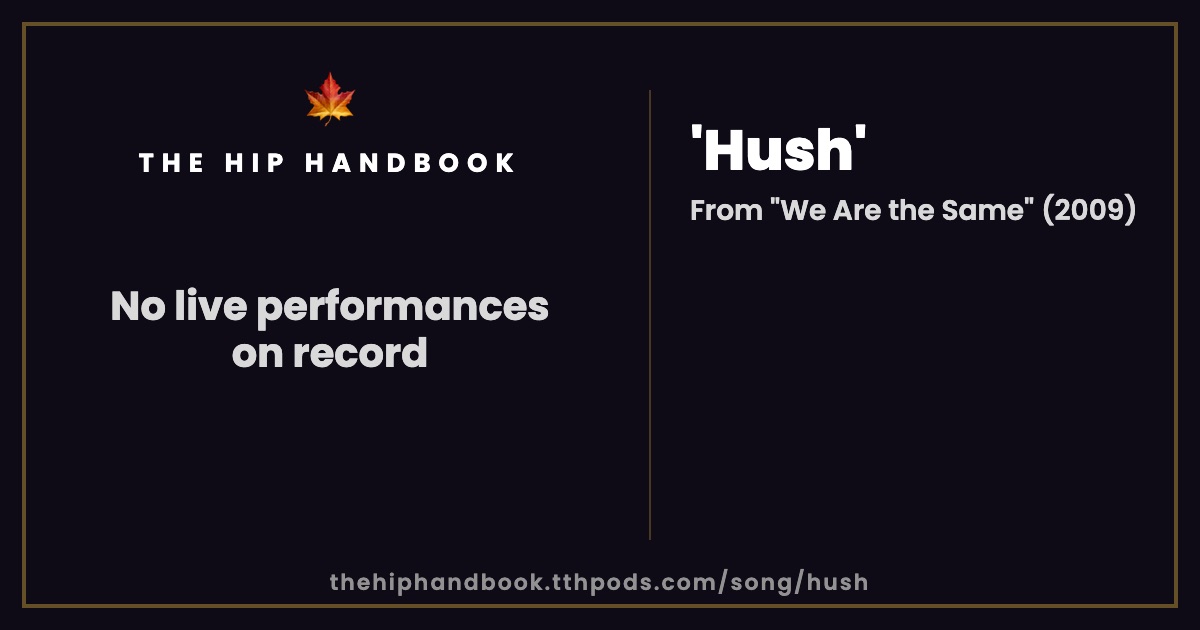 THE HIP HANDBOOK
No live performances
on record
'Hush'
From "We Are the Same" (2009)
thehiphandbook.tthpods.com/song/hush